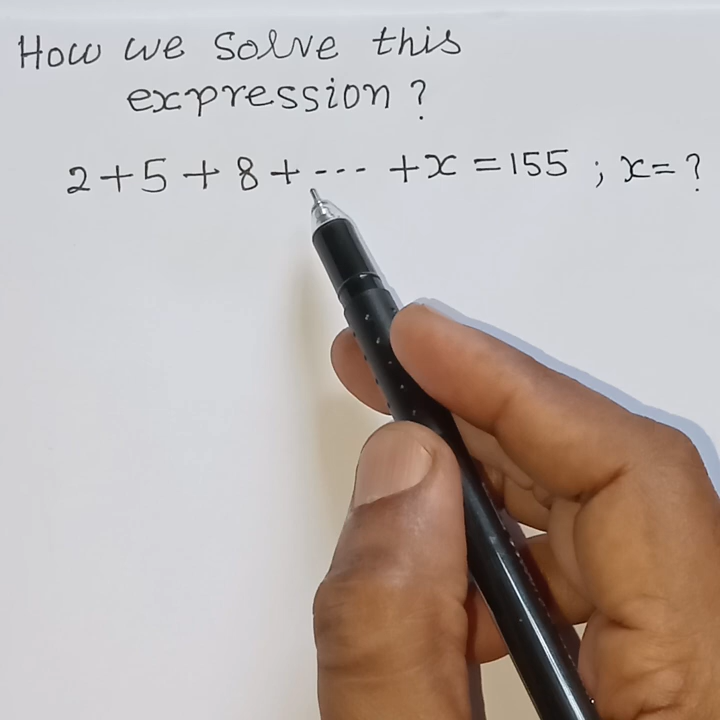 How we solve this
expression?
2+5+8+--- +x=155 ; x=?